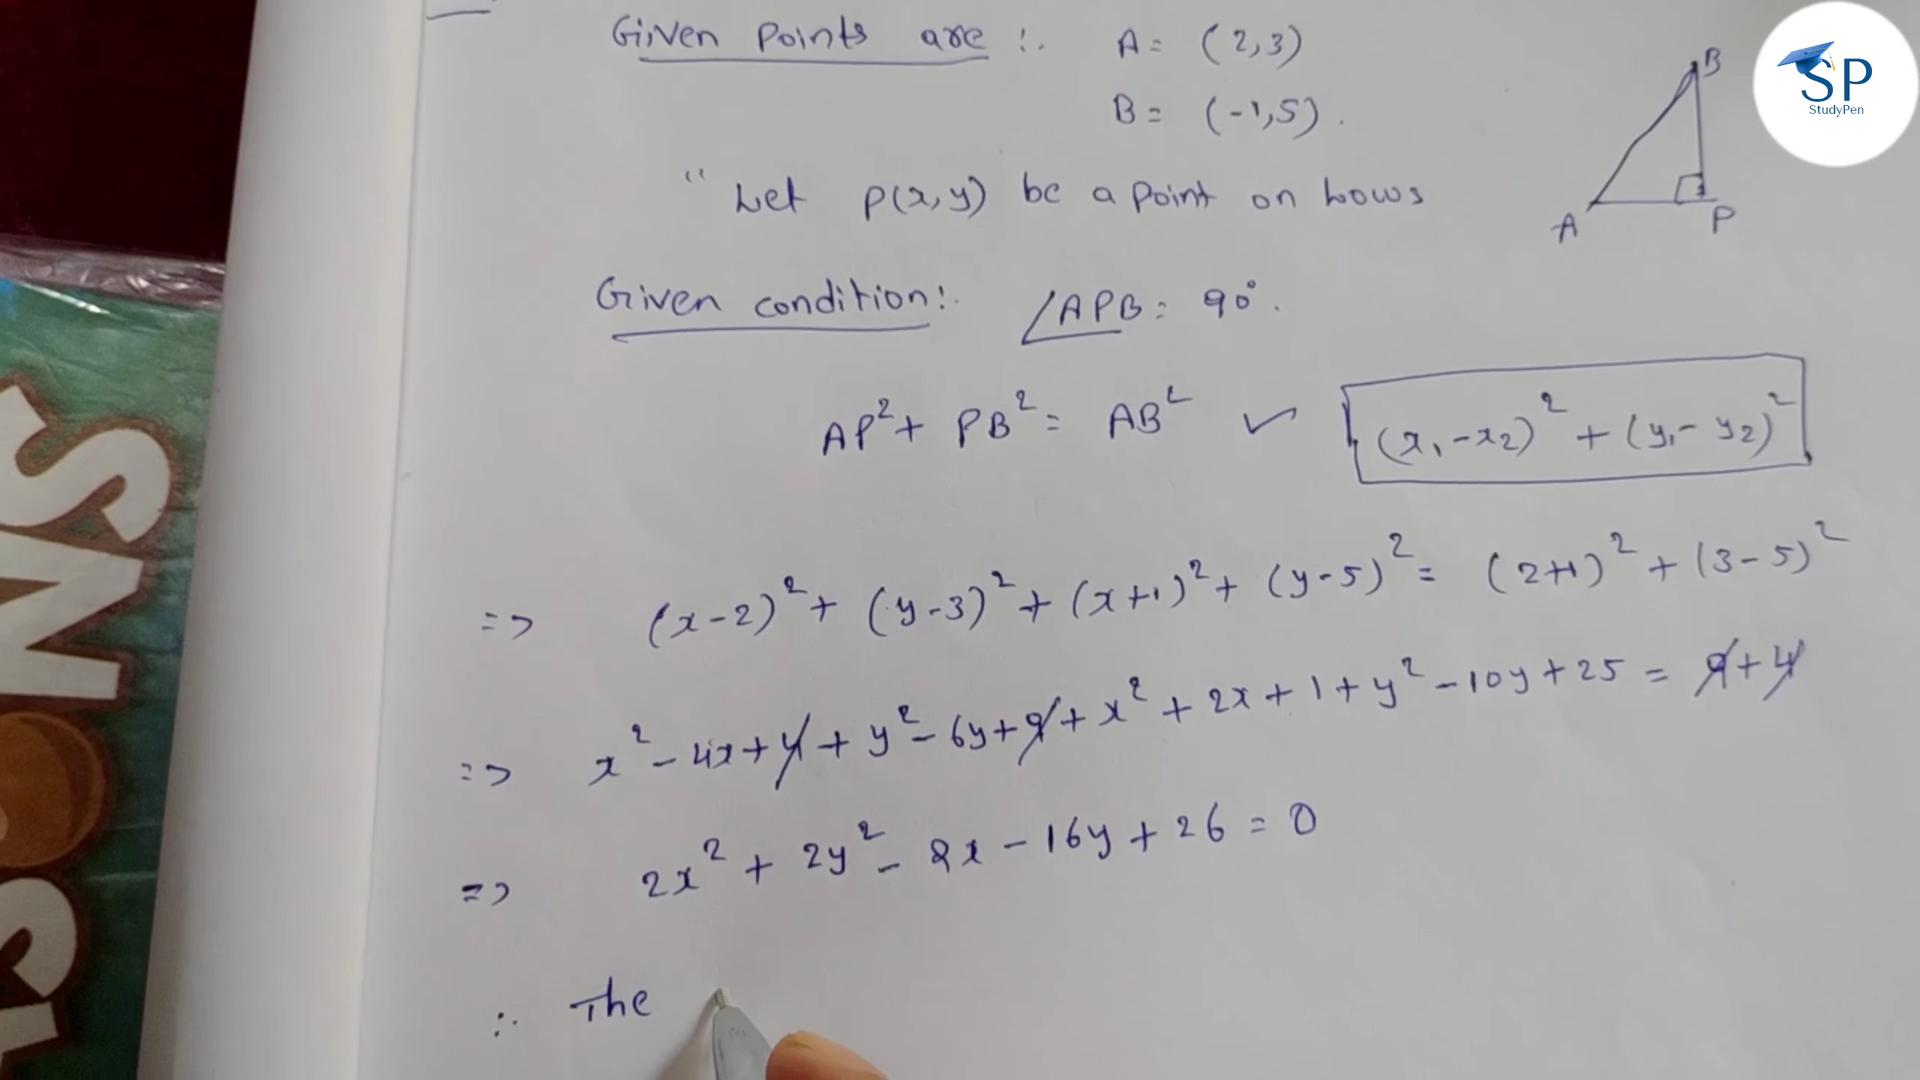 Given Points are :. A = (2,3)
B = (-1,5).
B
A
P
SP
StudyPen
" Let P(x,y) be a point on Lows
Given condition:. ∠APB = 90°.
AP² + PB² = AB² ✓ (x₁-x₂)² + (y₁-y₂)²
=> (x-2)² + (y-3)² + (x+1)² + (y-5)² = (2+1)² + (3-5)²
=> x² - 4x + 4 + y² - 6y + 9 + x² + 2x + 1 + y² - 10y + 25 = 9 + 4
=> 2x² + 2y² - 2x - 16y + 26 = 0
∴ The